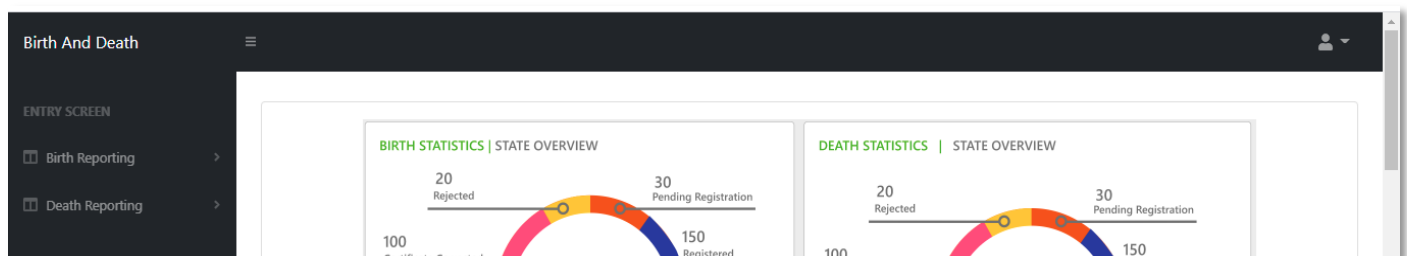 Birth And Death
ENTRY SCREEN
Birth Reporting
Death Reporting
BIRTH STATISTICS | STATE OVERVIEW
20
Rejected
30
Pending Registration
100
150
Registered
DEATH STATISTICS | STATE OVERVIEW
20
Rejected
30
Pending Registration
100
150